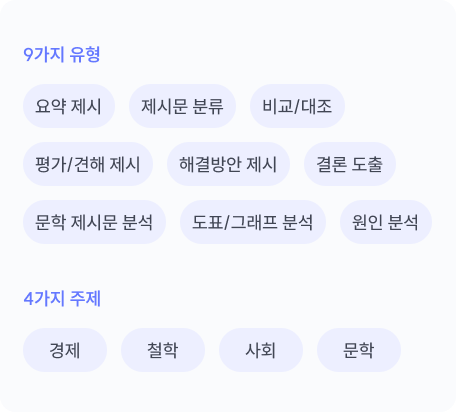 9가지 유형
요약 제시 제시문 분류 비교/대조
평가/견해 제시 해결방안 제시 결론 도출
문학 제시문 분석 도표/그래프 분석 원인 분석
4가지 주제
경제 철학 사회 문학